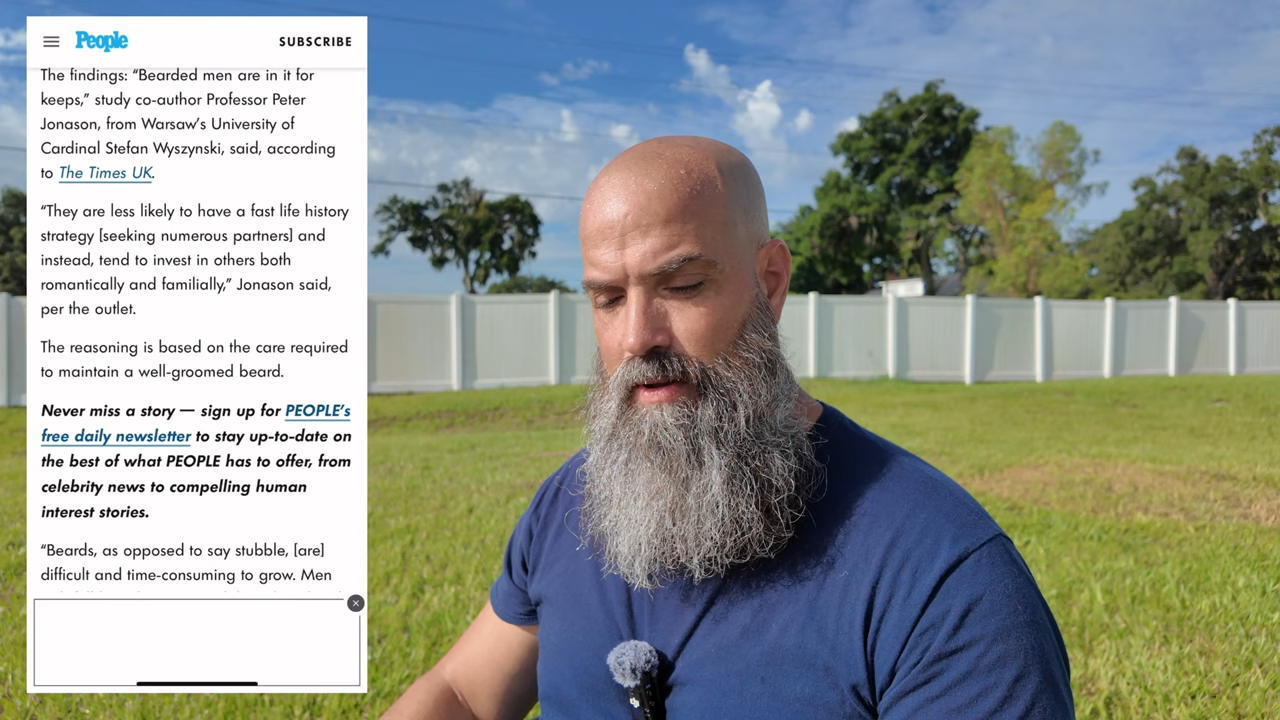 People
SUBSCRIBE
The findings: “Bearded men are in it for
keeps,” study co-author Professor Peter
Jonason, from Warsaw’s University of
Cardinal Stefan Wyszynski, said, according
to The Times UK.
“They are less likely to have a fast life history
strategy [seeking numerous partners] and
instead, tend to invest in others both
romantically and familially,” Jonason said,
per the outlet.
The reasoning is based on the care required
to maintain a well-groomed beard.
Never miss a story — sign up for PEOPLE’s
free daily newsletter to stay up-to-date on
the best of what PEOPLE has to offer, from
celebrity news to compelling human
interest stories.
“Beards, as opposed to say stubble, [are]
difficult and time-consuming to grow. Men